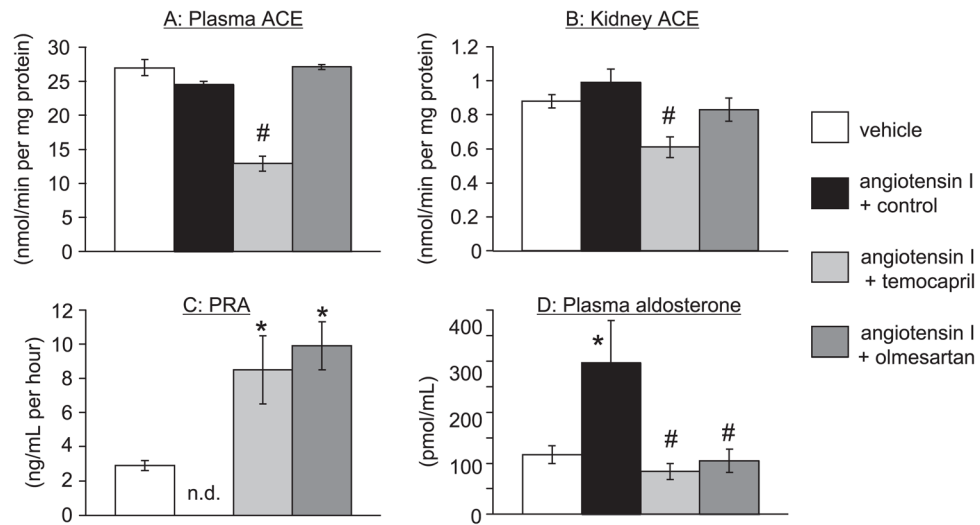 A: Plasma ACE
(nmol/min per mg protein)
30
25
20
15
10
5
0
#
B: Kidney ACE
(nmol/min per mg protein)
1.2
1
0.8
0.6
0.4
0.2
0
#
vehicle
angiotensin I
+ control
angiotensin I
+ temocapril
angiotensin I
+ olmesartan
C: PRA
(ng/mL per hour)
12
10
8
6
4
2
0
n.d.
*
*
D: Plasma aldosterone
(pmol/mL)
400
300
200
100
0
*
#
#